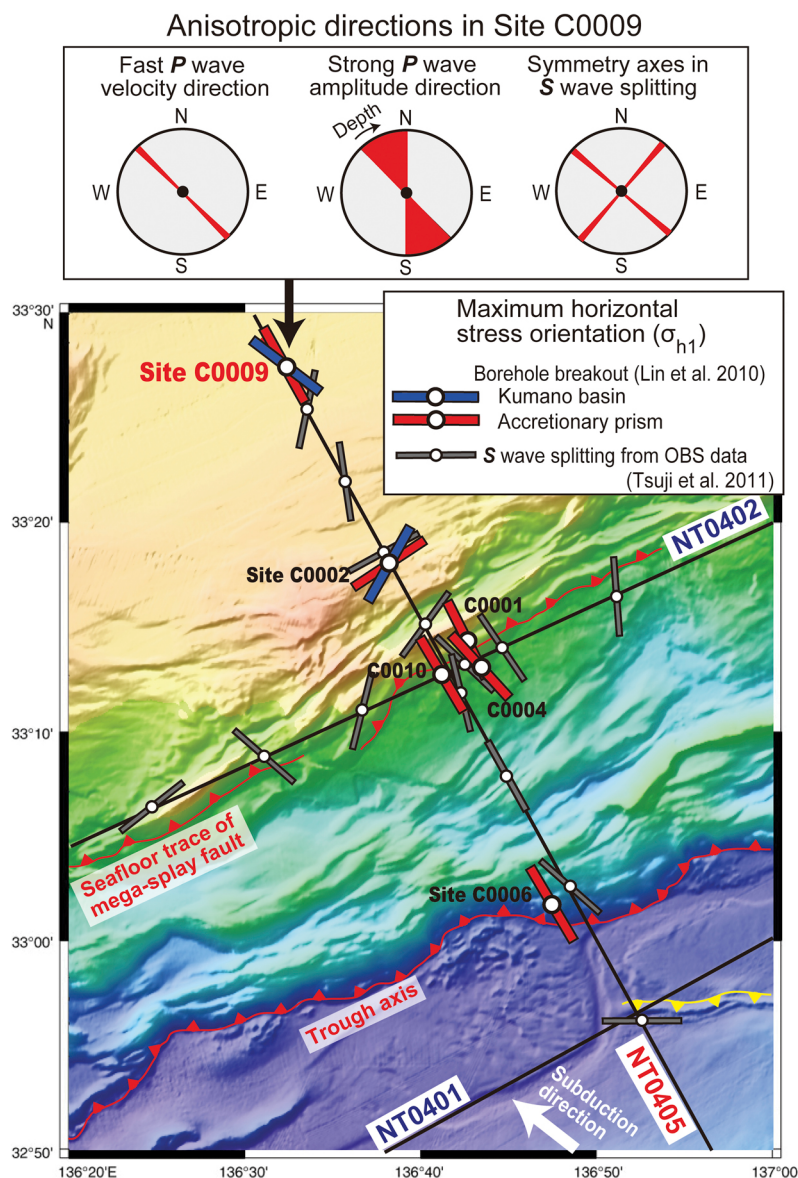 Anisotropic directions in Site C0009
Fast P wave
velocity direction
Strong P wave
amplitude direction
Symmetry axes in
S wave splitting
N
W
E
S
Depth
N
W
E
S
N
W
E
S
Maximum horizontal
stress orientation (σh1)
Borehole breakout (Lin et al. 2010)
Kumano basin
Accretionary prism
S wave splitting from OBS data
(Tsuji et al. 2011)
33°30'
N
33°20'
33°10'
33°00'
32°50'
136°20'E
136°30'
136°40'
136°50'
137°00'
Site C0009
NT0402
Site C0002
C0001
C0010
C0004
Seafloor trace of
mega-splay fault
Site C0006
Trough axis
NT0401
Subduction
direction
NT0405